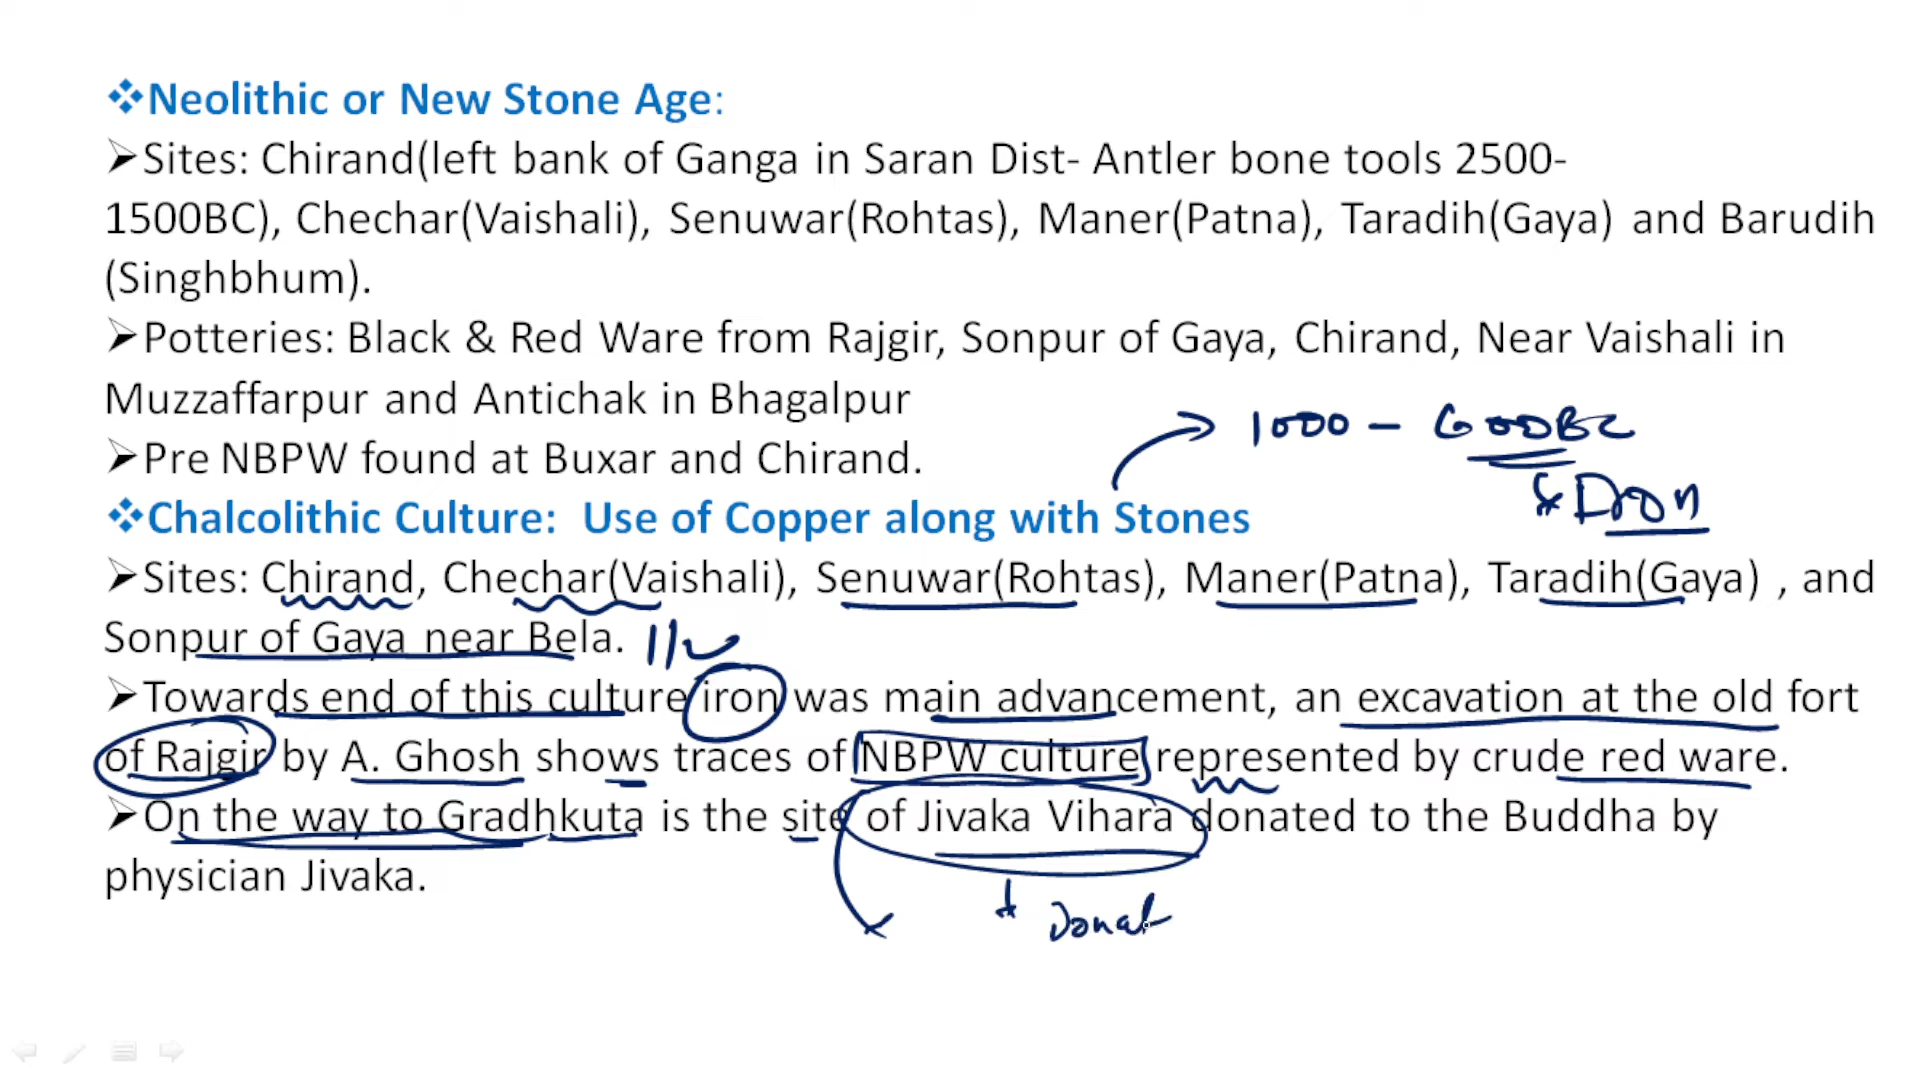 ❖Neolithic or New Stone Age:
➢Sites: Chirand(left bank of Ganga in Saran Dist- Antler bone tools 2500-
1500BC), Chechar(Vaishali), Senuwar(Rohtas), Maner(Patna), Taradih(Gaya) and Barudih
(Singhbhum).
➢Potteries: Black & Red Ware from Rajgir, Sonpur of Gaya, Chirand, Near Vaishali in
Muzzaffarpur and Antichak in Bhagalpur
1000 - 600BC
➢Pre NBPW found at Buxar and Chirand.
Iron
❖Chalcolithic Culture: Use of Copper along with Stones
➢Sites: Chirand, Chechar(Vaishali), Senuwar(Rohtas), Maner(Patna), Taradih(Gaya) , and
Sonpur of Gaya near Bela.
➢Towards end of this culture iron was main advancement, an excavation at the old fort
of Rajgir by A. Ghosh shows traces of NBPW culture represented by crude red ware.
➢On the way to Gradhkuta is the site of Jivaka Vihara donated to the Buddha by
physician Jivaka.
Donat